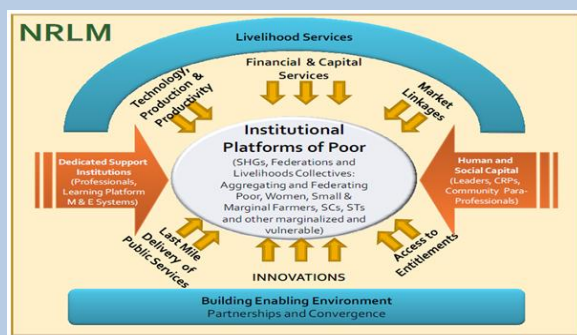 NRLM
Livelihood Services
Financial & Capital
Services
Technology,
Production &
Productivity
Market
Linkages
Institutional
Platforms of Poor
(SHGs, Federations and
Livelihoods Collectives:
Aggregating and Federating
Poor, Women, Small &
Marginal Farmers, SCs, STs
and other marginalized and
vulnerable)
Dedicated Support
Institutions
(Professionals,
Learning Platform
M & E Systems)
Human and
Social Capital
(Leaders, CRPs,
Community Para-
Professionals)
Last Mile
Delivery of
Public Services
INNOVATIONS
Access to
Entitlements
Building Enabling Environment
Partnerships and Convergence